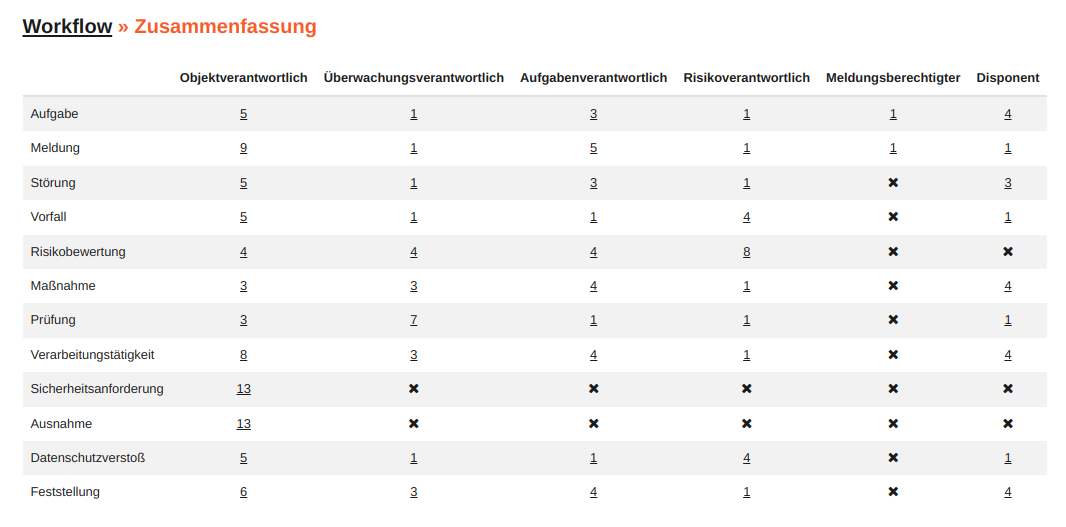 Workflow » Zusammenfassung
Objektverantwortlich Überwachungsverantwortlich Aufgabenverantwortlich Risikoverantwortlich Meldungsberechtigter Disponent
Aufgabe 5 1 3 1 1 4
Meldung 9 1 5 1 1 1
Störung 5 1 3 1 ✖ 3
Vorfall 5 1 1 4 ✖ 1
Risikobewertung 4 4 4 8 ✖ ✖
Maßnahme 3 3 4 1 ✖ 4
Prüfung 3 7 1 1 ✖ 1
Verarbeitungstätigkeit 8 3 4 1 ✖ 4
Sicherheitsanforderung 13 ✖ ✖ ✖ ✖ ✖
Ausnahme 13 ✖ ✖ ✖ ✖ ✖
Datenschutzverstoß 5 1 1 4 ✖ 1
Feststellung 6 3 4 1 ✖ 4